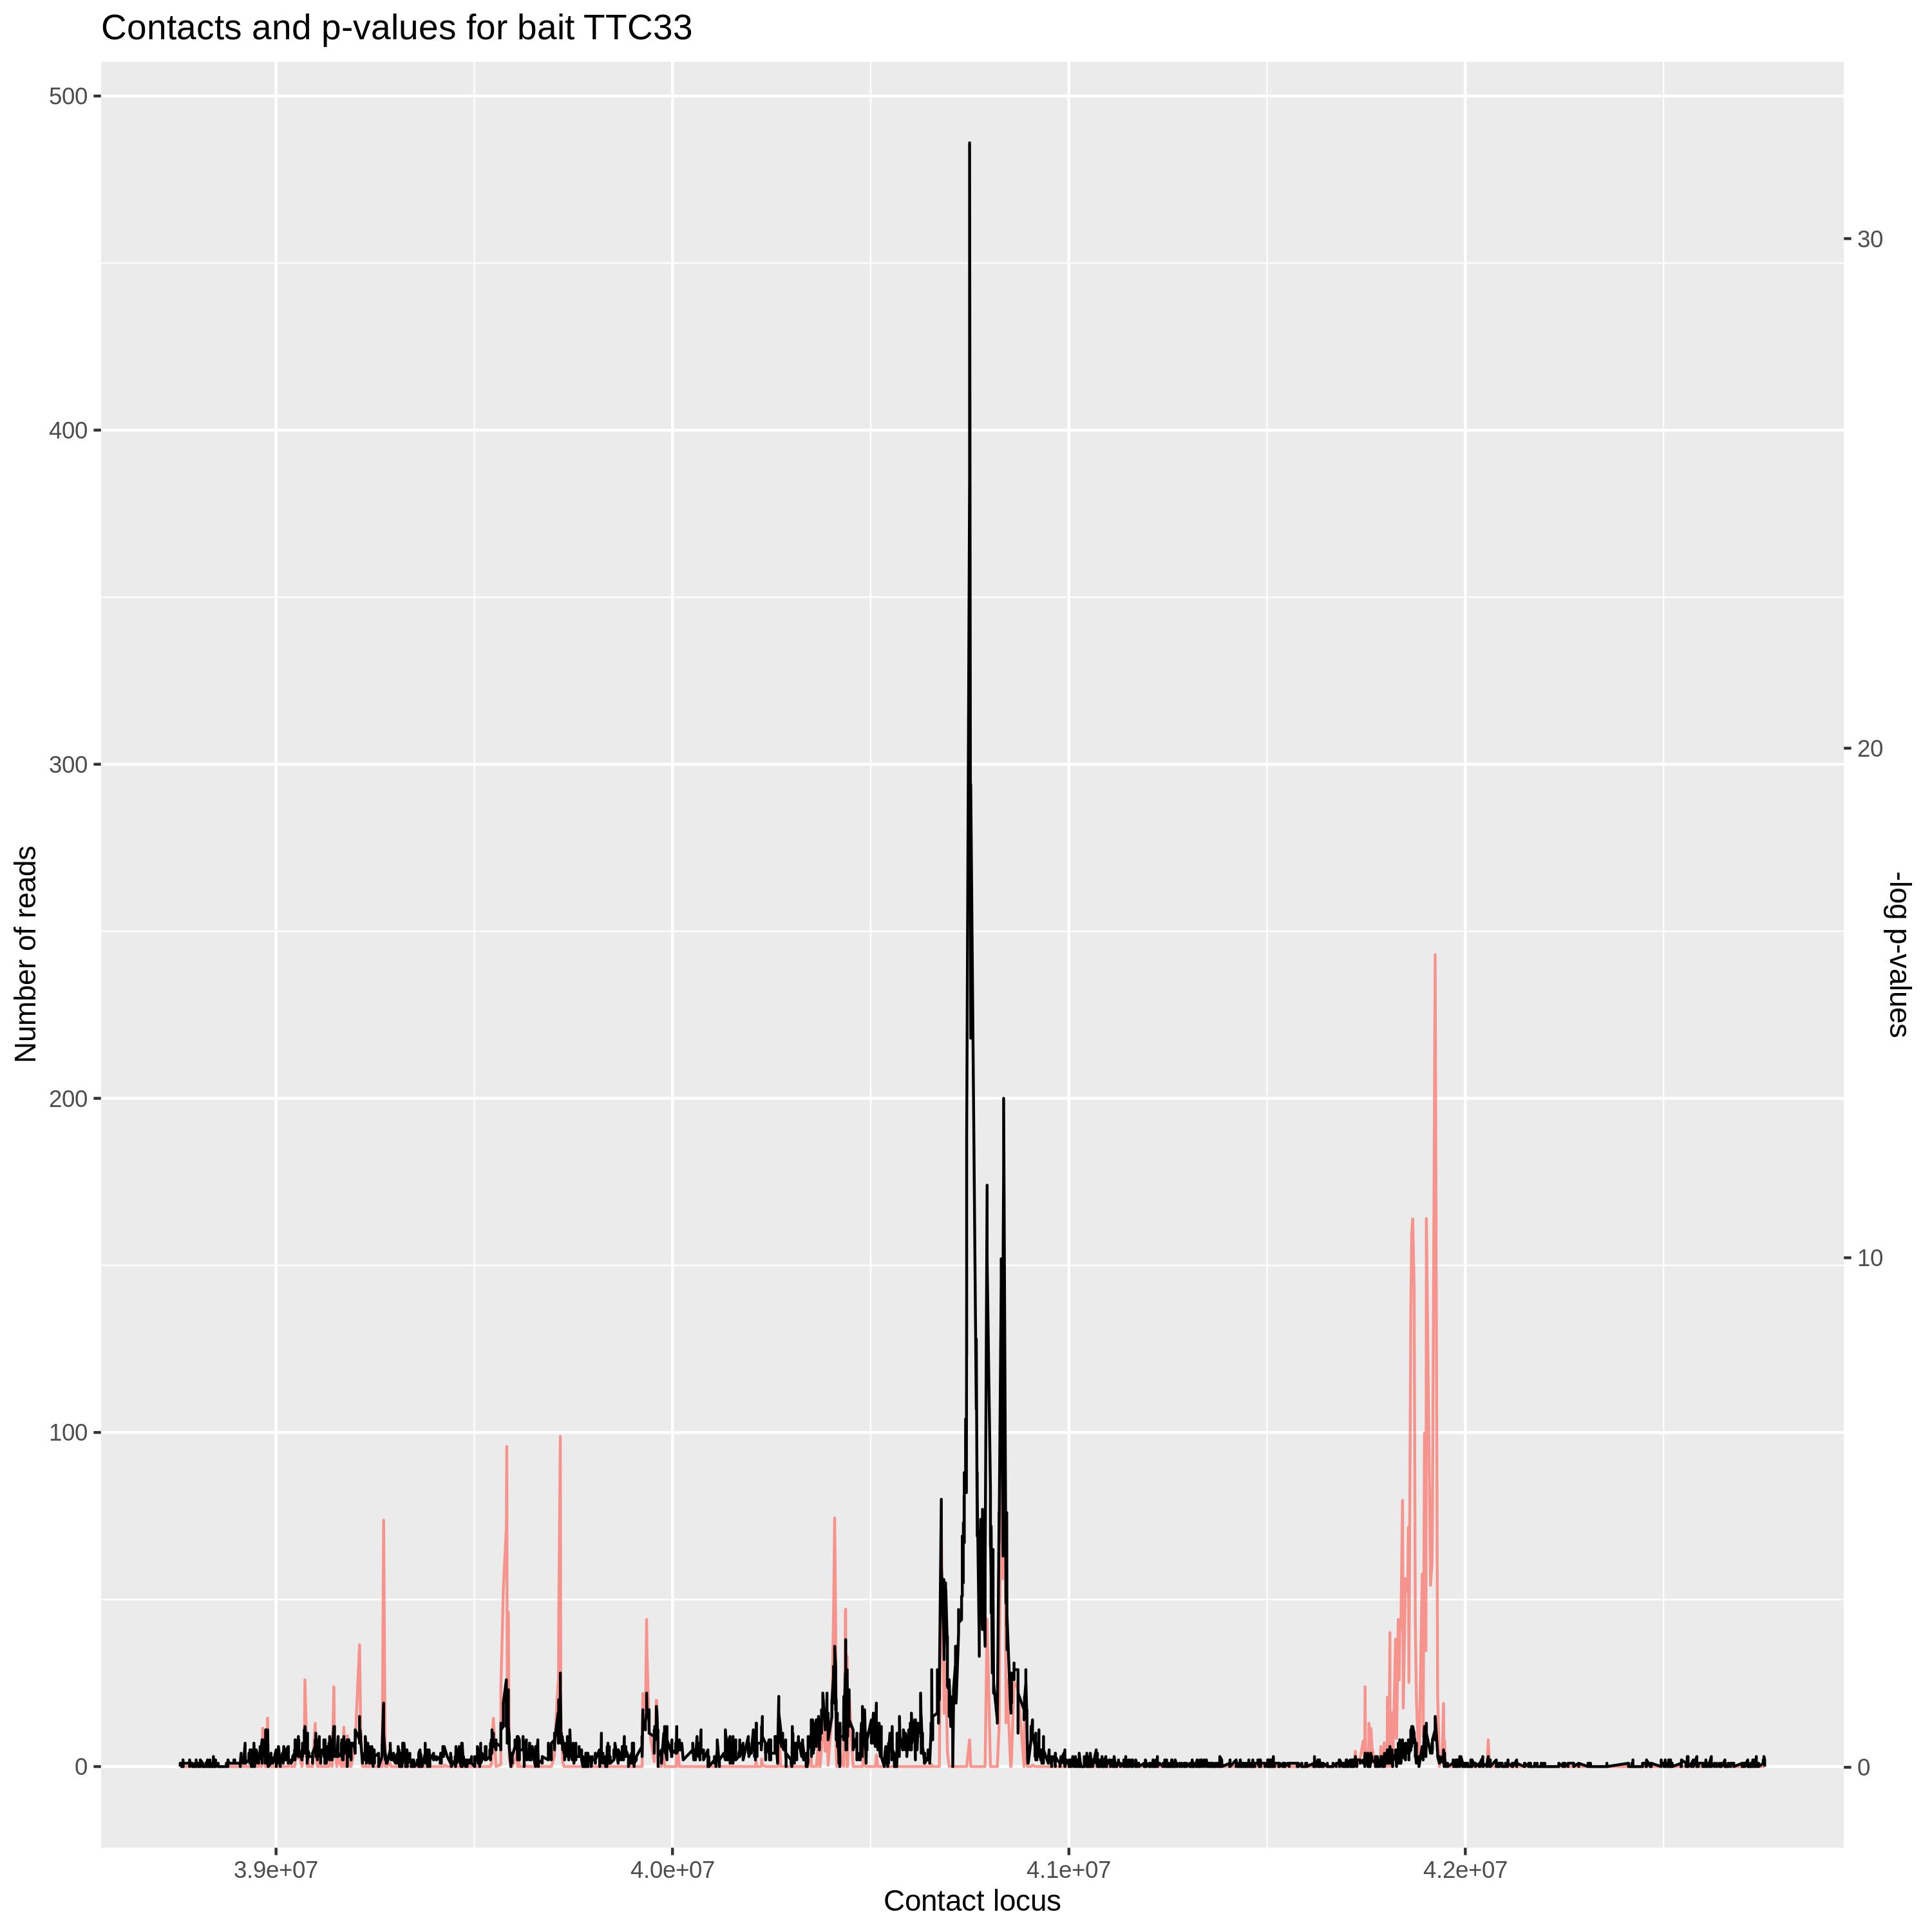 Contacts and p-values for bait TTC33
500
400
300
200
100
0
30
20
10
0
Number of reads
-log p-values
3.9e+07 4.0e+07 4.1e+07 4.2e+07
Contact locus